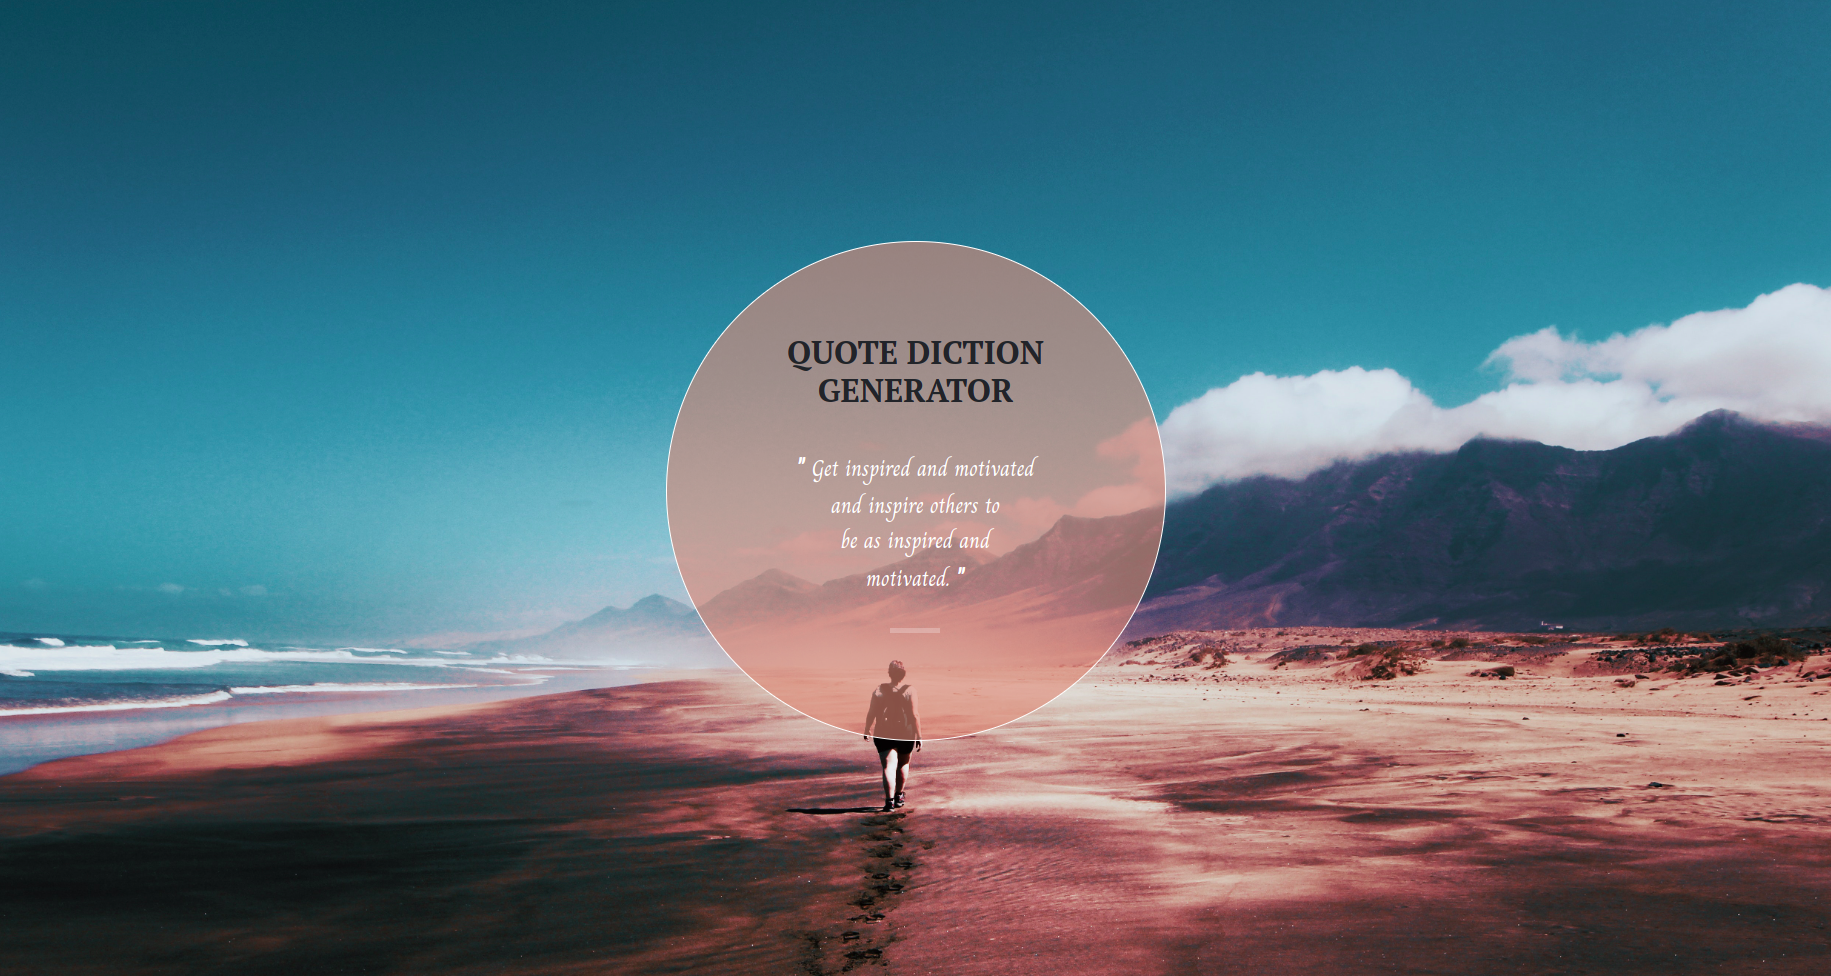 QUOTE DICTION
GENERATOR
" Get inspired and motivated
and inspire others to
be as inspired and
motivated. "